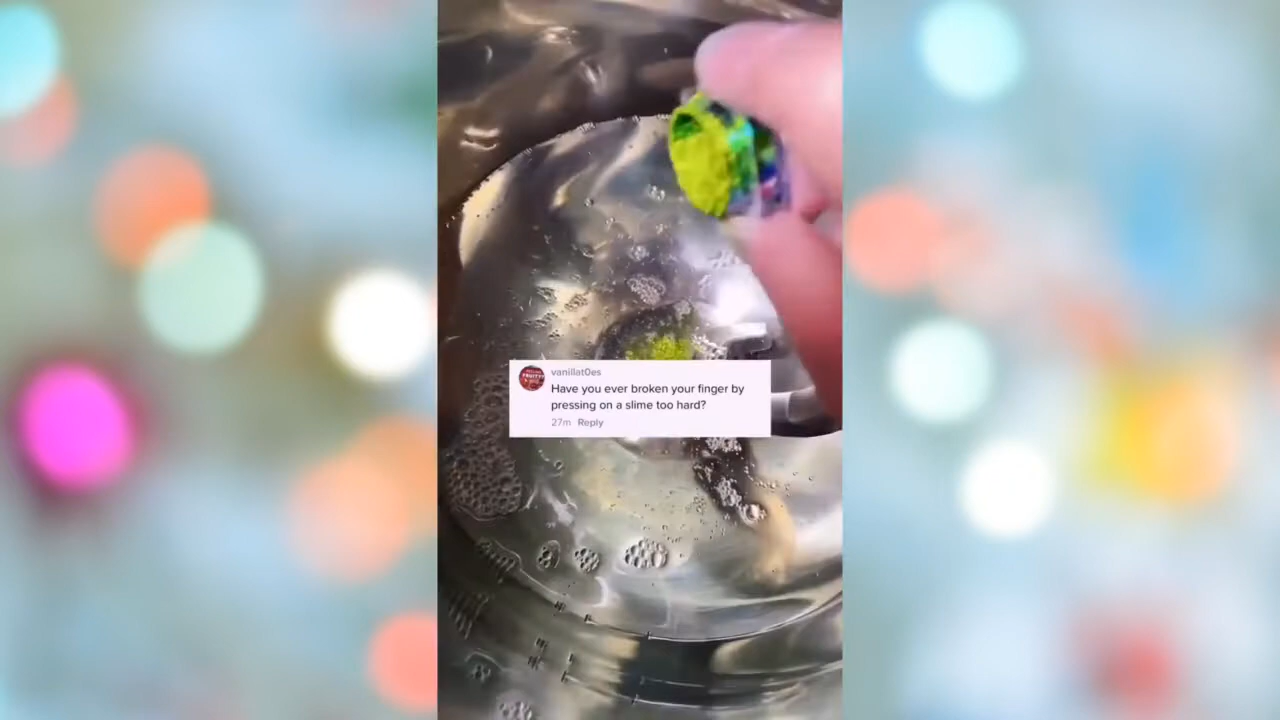 vanillat0es
Have you ever broken your finger by
pressing on a slime too hard?
27m Reply